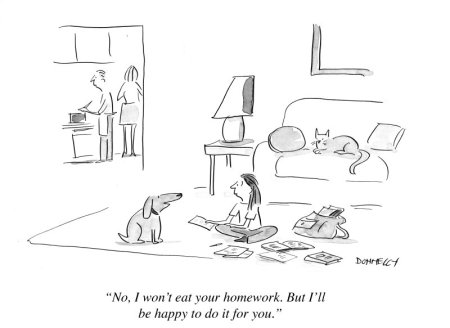 DONNELLY
“No, I won’t eat your homework. But I’ll
be happy to do it for you.”